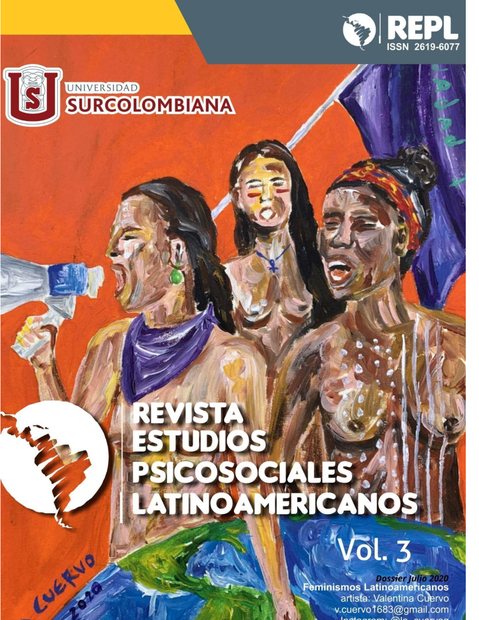 REPL
ISSN 2619-6077
UNIVERSIDAD
SURCOLOMBIANA
REVISTA
ESTUDIOS
PSICOSOCIALES
LATINOAMERICANOS
Vol. 3
Dossier Julio 2020
Feminismos Latinoamericanos
artista: Valentina Cuervo
v.cuervo1683@gmail.com
Instagram:
CUERVO
2020